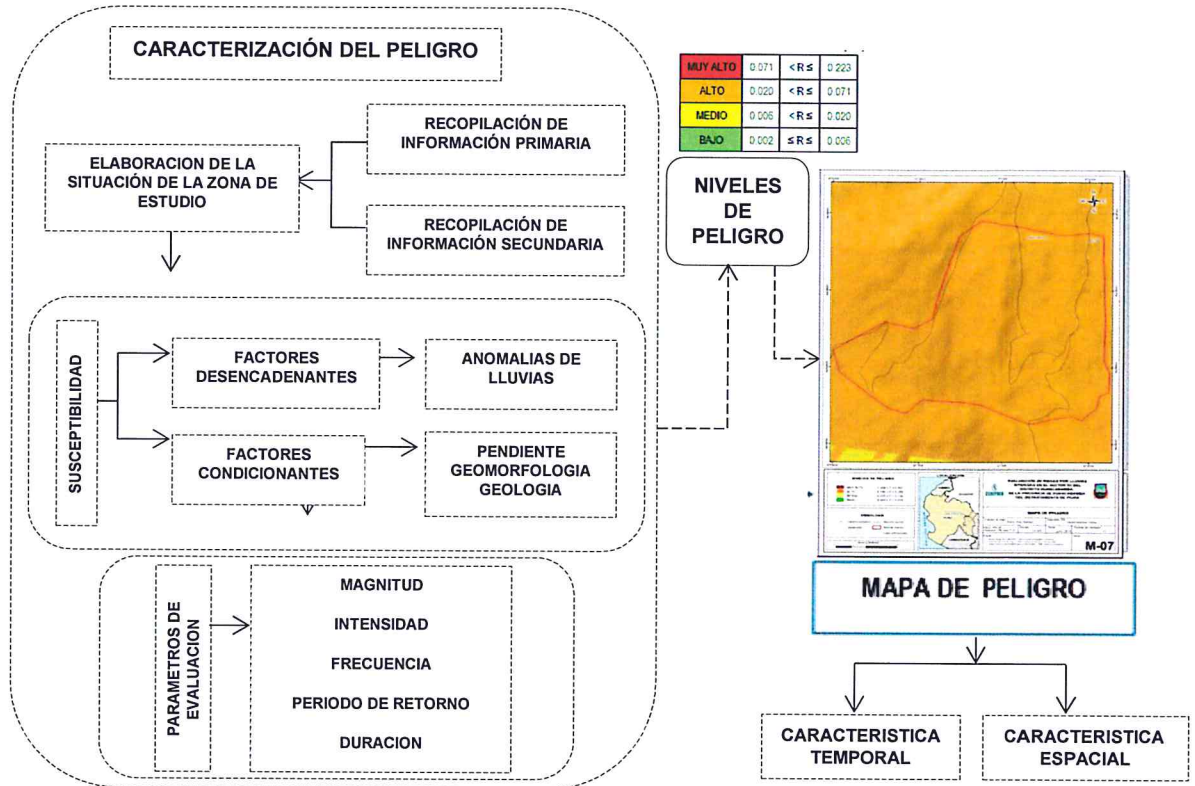 CARACTERIZACIÓN DEL PELIGRO
RECOPILACIÓN DE
INFORMACIÓN PRIMARIA
ELABORACION DE LA
SITUACIÓN DE LA ZONA DE
ESTUDIO
RECOPILACIÓN DE
INFORMACIÓN SECUNDARIA
SUSCEPTIBILIDAD
FACTORES
DESENCADENANTES
ANOMALIAS DE
LLUVIAS
FACTORES
CONDICIONANTES
PENDIENTE
GEOMORFOLOGIA
GEOLOGIA
PARAMETROS DE
EVALUACION
MAGNITUD
INTENSIDAD
FRECUENCIA
PERIODO DE RETORNO
DURACION
MUY ALTO 0.071 <R≤ 0.223
ALTO 0.020 <R≤ 0.071
MEDIO 0.006 <R≤ 0.020
BAJO 0.002 ≤R≤ 0.006
NIVELES
DE
PELIGRO
MAPA DE PELIGRO
M-07
MAPA DE PELIGRO
CARACTERISTICA
TEMPORAL
CARACTERISTICA
ESPACIAL